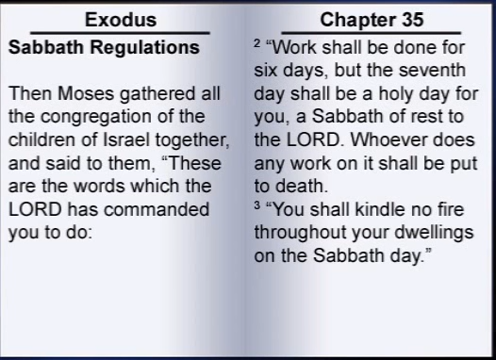 Exodus
Sabbath Regulations
Then Moses gathered all
the congregation of the
children of Israel together,
and said to them, “These
are the words which the
LORD has commanded
you to do:
Chapter 35
2 “Work shall be done for
six days, but the seventh
day shall be a holy day for
you, a Sabbath of rest to
the LORD. Whoever does
any work on it shall be put
to death.
3 “You shall kindle no fire
throughout your dwellings
on the Sabbath day.”